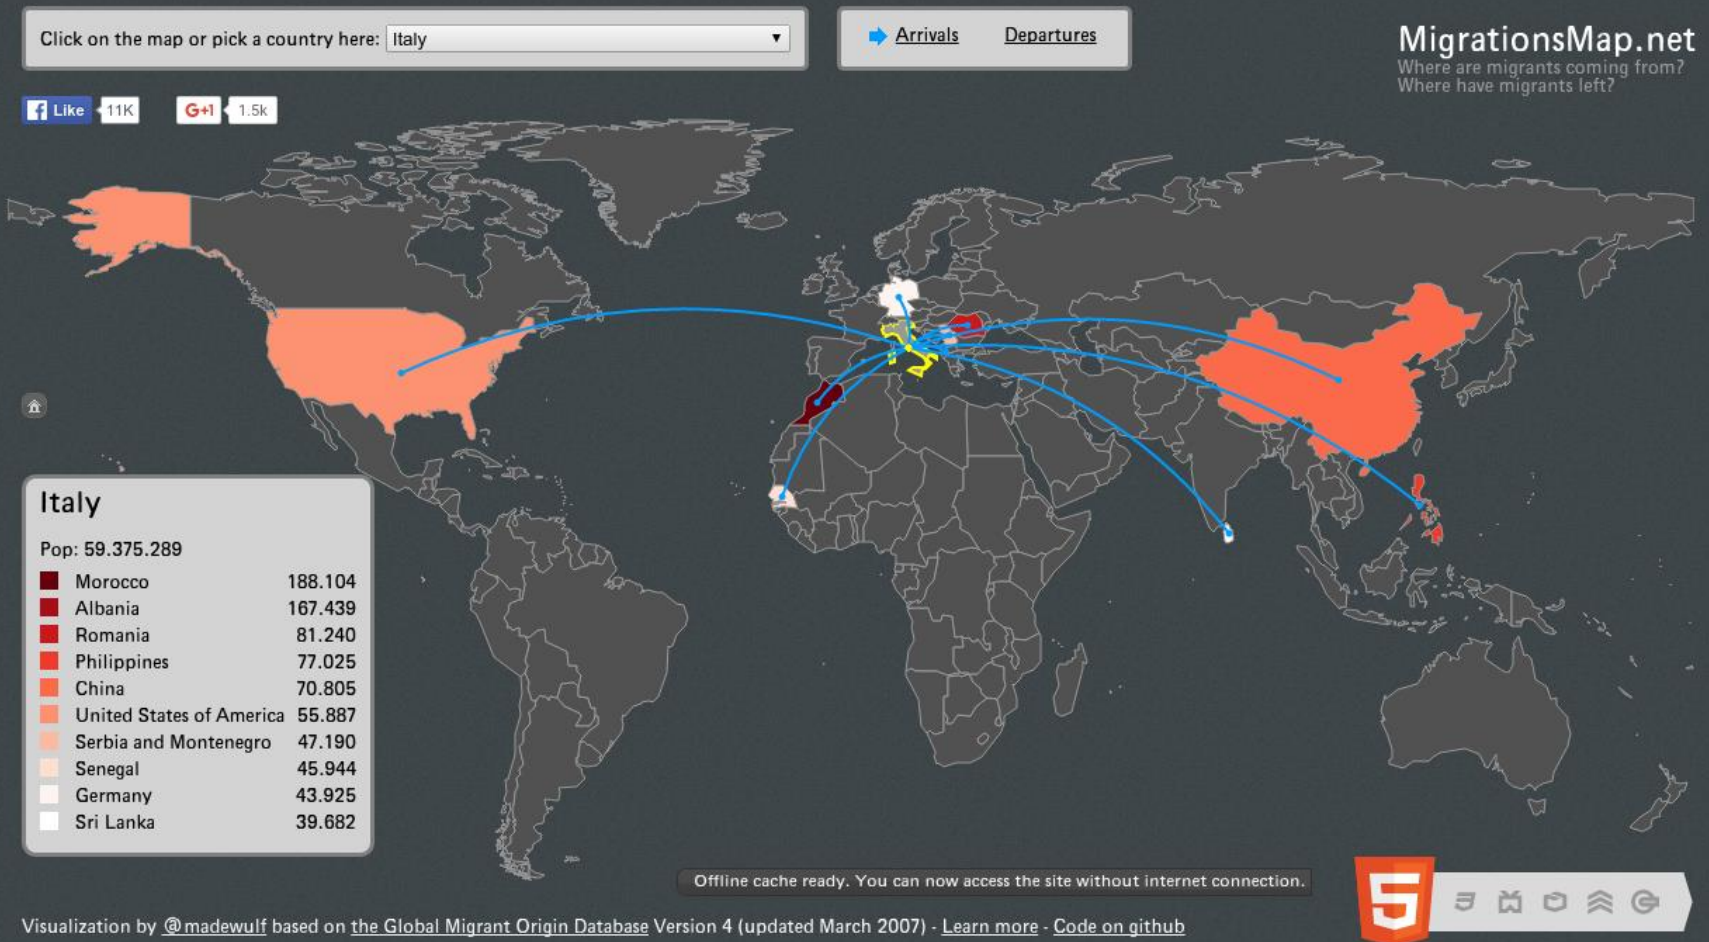 Click on the map or pick a country here: Italy
Arrivals Departures
MigrationsMap.net
Where are migrants coming from?
Where have migrants left?
Like 11K G+1 1.5k
Italy
Pop: 59.375.289
Morocco 188.104
Albania 167.439
Romania 81.240
Philippines 77.025
China 70.805
United States of America 55.887
Serbia and Montenegro 47.190
Senegal 45.944
Germany 43.925
Sri Lanka 39.682
Offline cache ready. You can now access the site without internet connection.
Visualization by @madewulf based on the Global Migrant Origin Database Version 4 (updated March 2007) - Learn more - Code on github